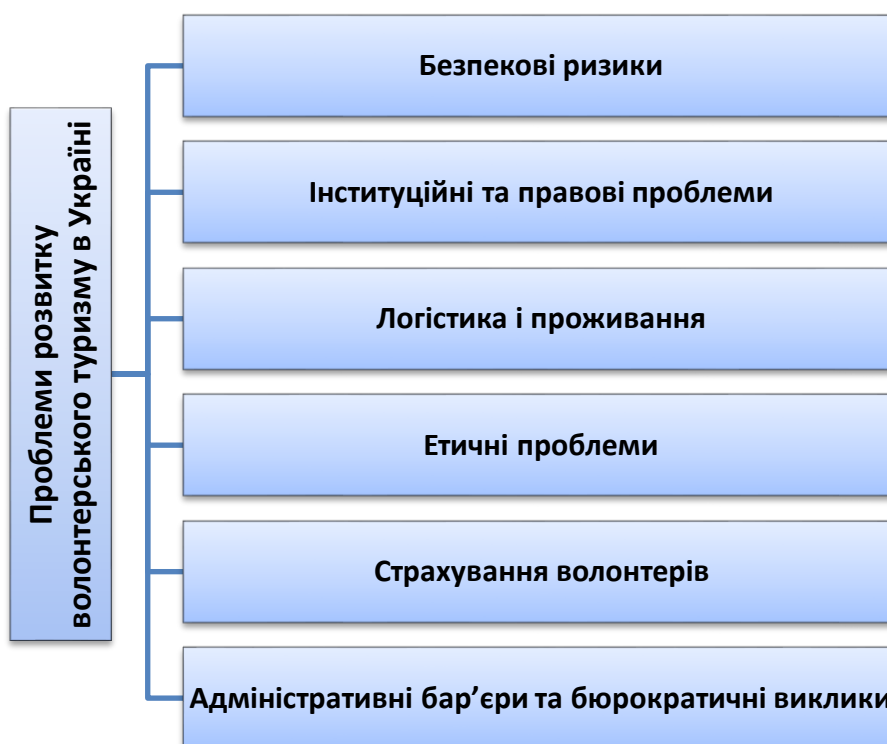 Проблеми розвитку
волонтерського туризму в Україні
Безпекові ризики
Інституційні та правові проблеми
Логістика і проживання
Етичні проблеми
Страхування волонтерів
Адміністративні бар’єри та бюрократичні виклики